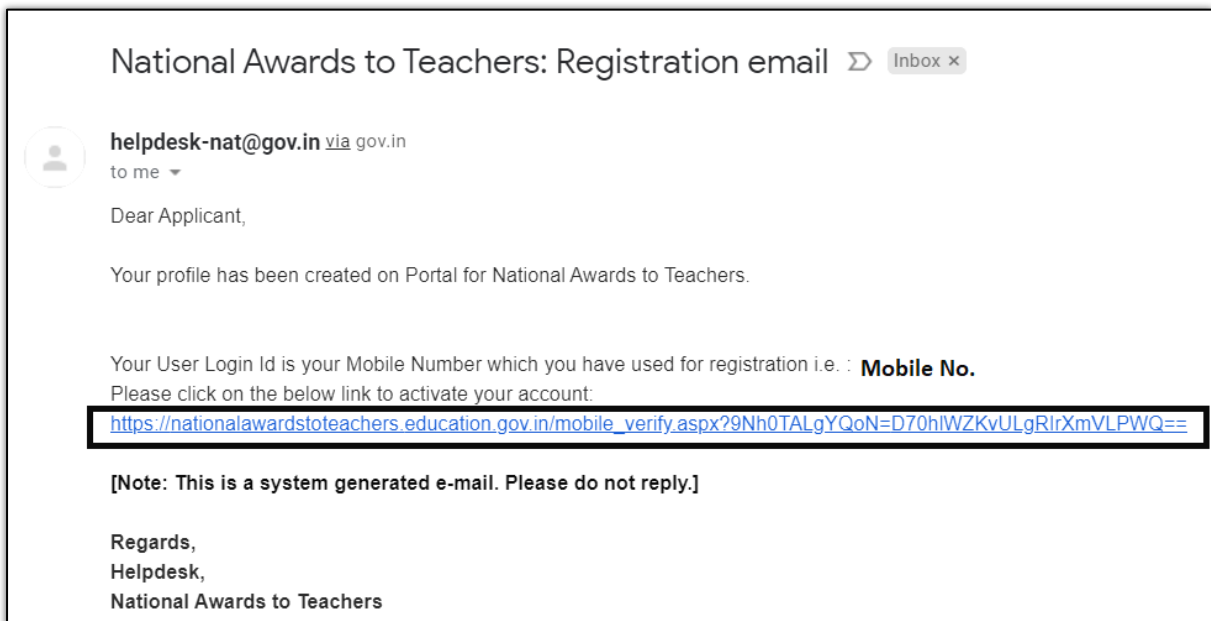 National Awards to Teachers: Registration email Inbox ×
helpdesk-nat@gov.in via gov.in
to me
Dear Applicant,
Your profile has been created on Portal for National Awards to Teachers.
Your User Login Id is your Mobile Number which you have used for registration i.e. : Mobile No.
Please click on the below link to activate your account:
https://nationalawardstoteachers.education.gov.in/mobile_verify.aspx?9Nh0TALgYQoN=D70hlWZKvULgRIrXmVLPWQ==
[Note: This is a system generated e-mail. Please do not reply.]
Regards,
Helpdesk,
National Awards to Teachers